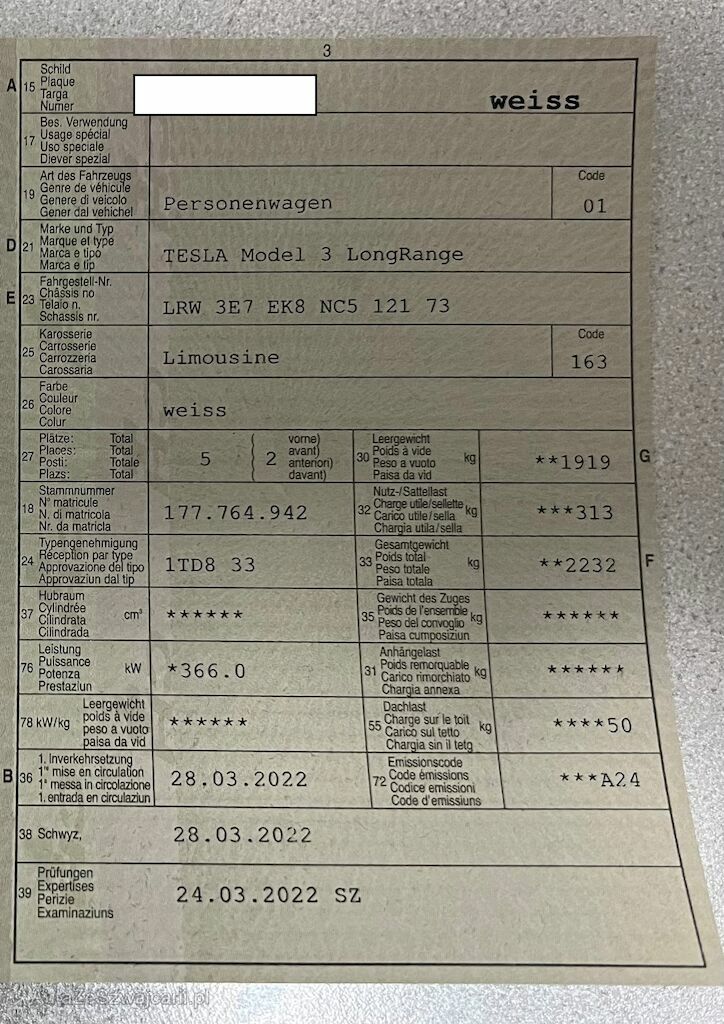 3
A 15 Schild
Plaque
Targa
Numer
weiss
17 Bes. Verwendung
Usage spécial
Uso speciale
Diever spezial
19 Art des Fahrzeugs
Genre de véhicule
Genere di veicolo
Gener dal vehichel
Personenwagen
Code
01
D 21 Marke und Typ
Marque et type
Marca e tipo
Marca e tip
TESLA Model 3 LongRange
E 23 Fahrgestell-Nr.
Châssis no
Telaio n.
Schassis nr.
LRW 3E7 EK8 NC5 121 73
25 Karosserie
Carrosserie
Carrozzeria
Carossaria
Limousine
Code
163
26 Farbe
Couleur
Colore
Colur
weiss
27 Plätze: Total
Places: Total
Posti: Totale
Plazs: Total
5 ( 2 vorne)
avant)
anteriori)
davant)
30 Leergewicht
Poids à vide
Peso a vuoto
Paisa da vid
kg
**1919
G
18 Stammnummer
N° matricule
N. di matricola
Nr. da matricla
177.764.942
32 Nutz-/Sattellast
Charge utile/sellette
Carico utile/sella
Chargia utila/sella
kg
***313
24 Typengenehmigung
Réception par type
Approvazione del tipo
Approvaziun dal tip
1TD8 33
33 Gesamtgewicht
Poids total
Peso totale
Paisa totala
kg
**2232
F
37 Hubraum
Cylindrée
Cilindrata
Cilindrada
cm³
******
35 Gewicht des Zuges
Poids de l'ensemble
Peso del convoglio
Paisa cumposiziun
kg
******
76 Leistung
Puissance
Potenza
Prestaziun
kW
*366.0
31 Anhängelast
Poids remorquable
Carico rimorchiato
Chargia annexa
kg
******
78 kW/kg Leergewicht
poids à vide
peso a vuoto
paisa da vid
******
55 Dachlast
Charge sur le toit
Carico sul tetto
Chargia sin il tetg
kg
****50
B 36 1. Inverkehrsetzung
1re mise en circulation
1a messa in circolazione
1. entrada en circulaziun
28.03.2022
72 Emissionscode
Code émissions
Codice emissioni
Code d'emissiuns
***A24
38 Schwyz,
28.03.2022
39 Prüfungen
Expertises
Perizie
Examinaziuns
24.03.2022 SZ
AutaZeSzwajcarii.pl